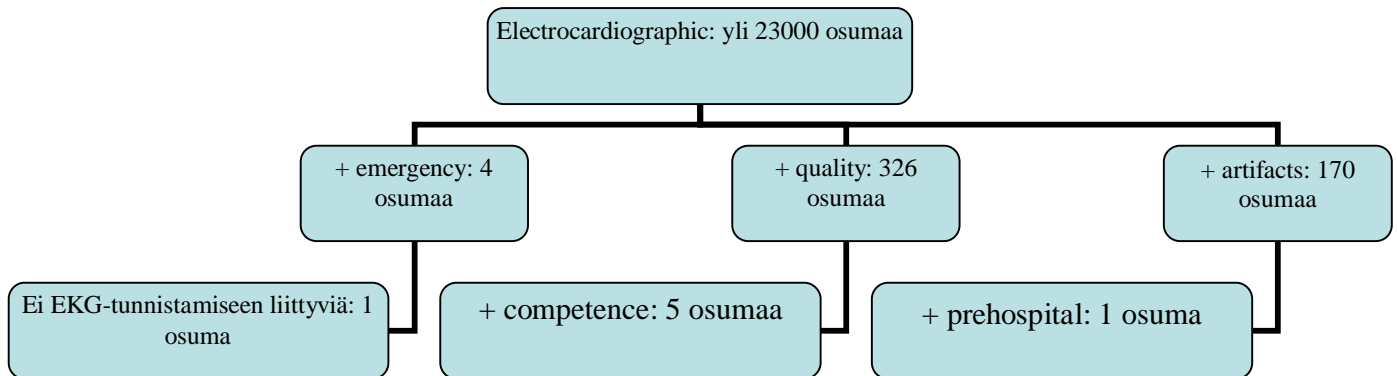 Electrocardiographic: yli 23000 osumaa
+ emergency: 4
osumaa
+ quality: 326
osumaa
+ artifacts: 170
osumaa
Ei EKG-tunnistamiseen liittyviä: 1
osuma
+ competence: 5 osumaa
+ prehospital: 1 osuma